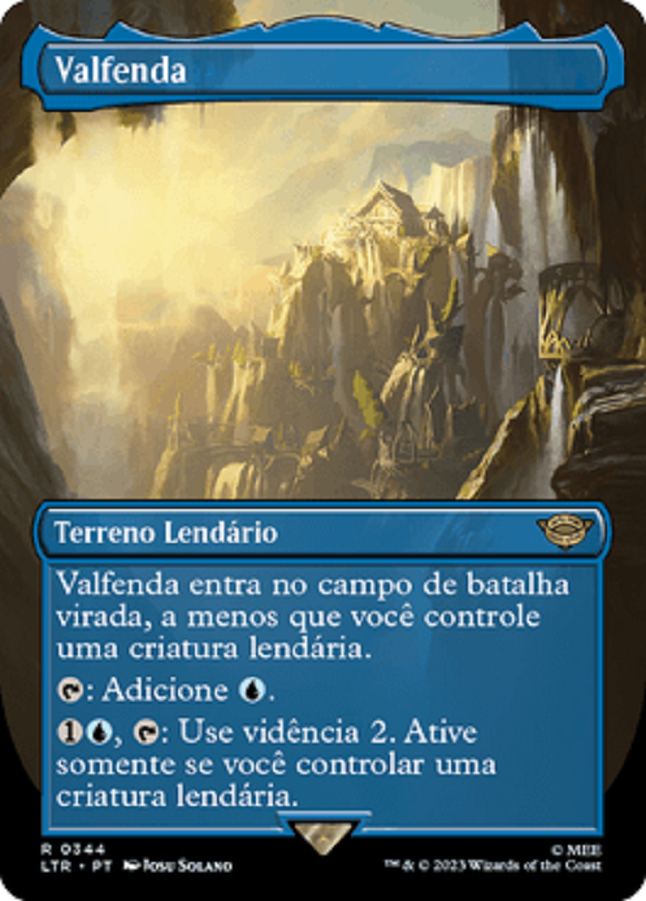 Valfenda
Terreno Lendário
Valfenda entra no campo de batalha
virada, a menos que você controle
uma criatura lendária.
: Adicione .
1, : Use vidência 2. Ative
somente se você controlar uma
criatura lendária.
R 0344
LTR • PT Josu Solano
© MEE
™ & © 2023 Wizards of the Coast